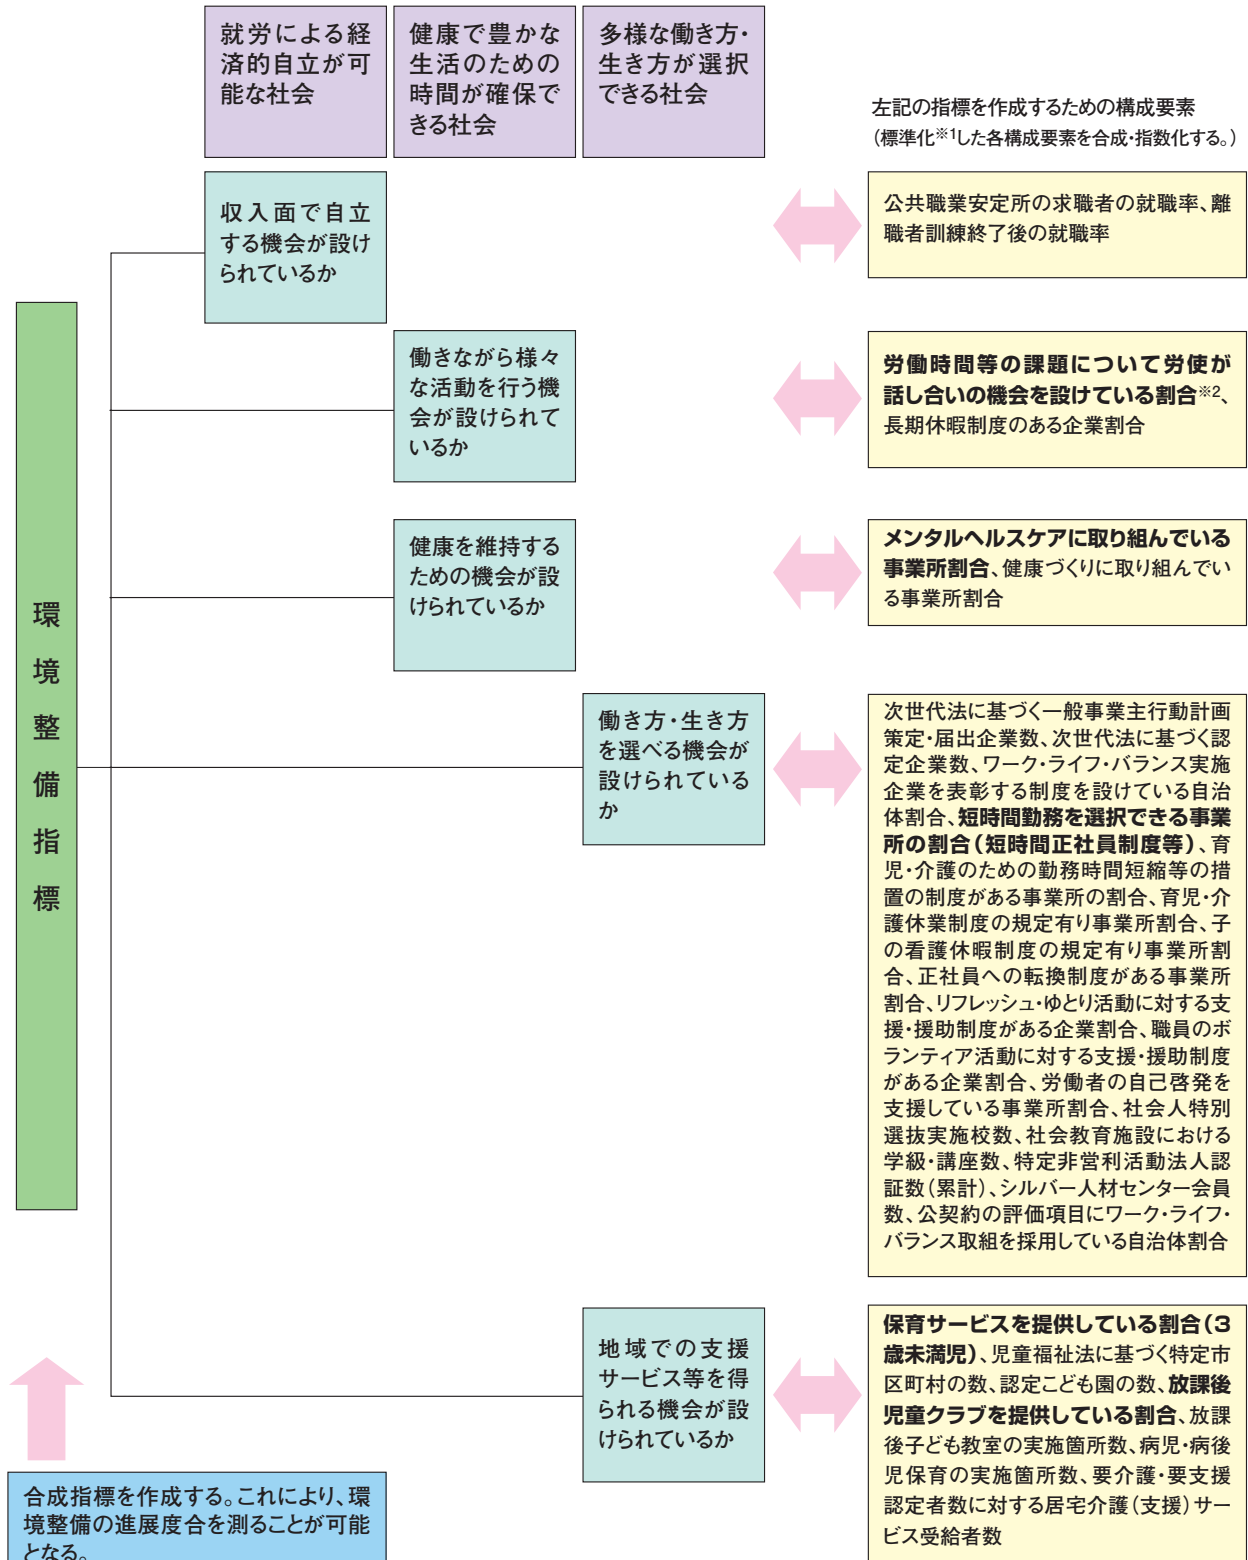 就労による経
済的自立が可
能な社会
健康で豊かな
生活のための
時間が確保で
きる社会
多様な働き方・
生き方が選択
できる社会
左記の指標を作成するための構成要素
（標準化※1した各構成要素を合成・指数化する。）
収入面で自立
する機会が設け
られているか
公共職業安定所の求職者の就職率、離
職者訓練終了後の就職率
働きながら様々
な活動を行う機
会が設けられて
いるか
労働時間等の課題について労使が
話し合いの機会を設けている割合※2、
長期休暇制度のある企業割合
健康を維持する
ための機会が設
けられているか
メンタルヘルスケアに取り組んでいる
事業所割合、健康づくりに取り組んでい
る事業所割合
環境整備指標
働き方・生き方
を選べる機会が
設けられている
か
次世代法に基づく一般事業主行動計画
策定・届出企業数、次世代法に基づく認
定企業数、ワーク・ライフ・バランス実施
企業を表彰する制度を設けている自治
体割合、短時間勤務を選択できる事業
所の割合（短時間正社員制度等）、育
児・介護のための勤務時間短縮等の措
置の制度がある事業所の割合、育児・介
護休業制度の規定有り事業所割合、子
の看護休暇制度の規定有り事業所割
合、正社員への転換制度がある事業所
割合、リフレッシュ・ゆとり活動に対する支
援・援助制度がある企業割合、職員のボ
ランティア活動に対する支援・援助制度
がある企業割合、労働者の自己啓発を
支援している事業所割合、社会人特別
選抜実施校数、社会教育施設における
学級・講座数、特定非営利活動法人認
証数（累計）、シルバー人材センター会員
数、公契約の評価項目にワーク・ライフ・
バランス取組を採用している自治体割合
地域での支援
サービス等を得
られる機会が設
けられているか
保育サービスを提供している割合（3
歳未満児）、児童福祉法に基づく特定市
区町村の数、認定こども園の数、放課後
児童クラブを提供している割合、放課
後子ども教室の実施箇所数、病児・病後
児保育の実施箇所数、要介護・要支援
認定者数に対する居宅介護（支援）サー
ビス受給者数
合成指標を作成する。これにより、環
境整備の進展度合を測ることが可能
となる。